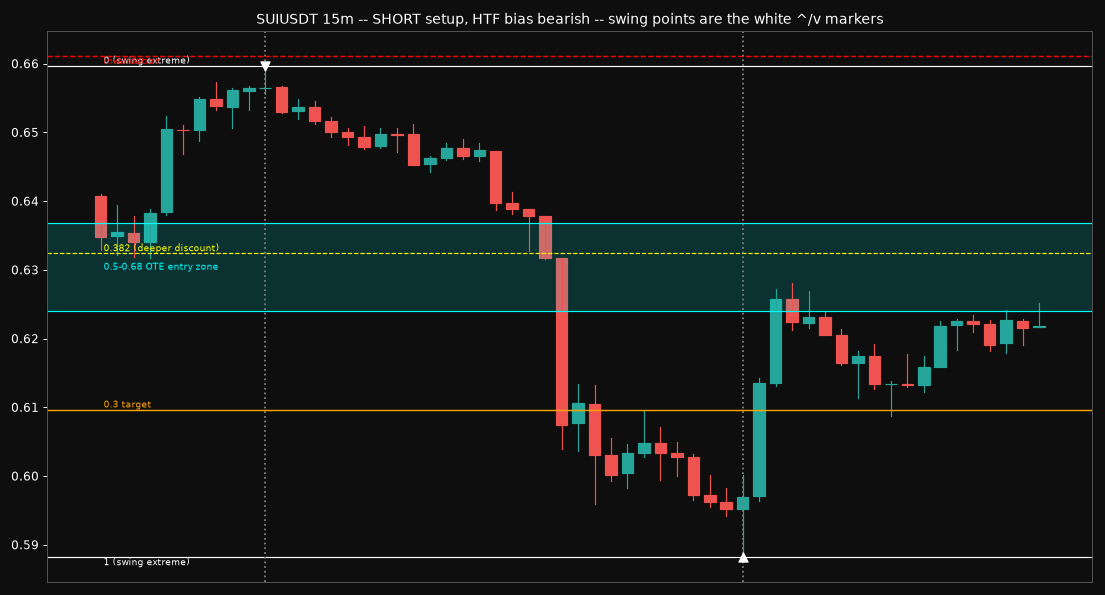 SUIUSDT 15m -- SHORT setup, HTF bias bearish -- swing points are the white ^/v markers
0.66
0 (swing extreme)
0.65
0.64
0.382 (deeper discount)
0.63
0.5-0.68 OTE entry zone
0.62
0.61
0.3 target
0.60
0.59
1 (swing extreme)